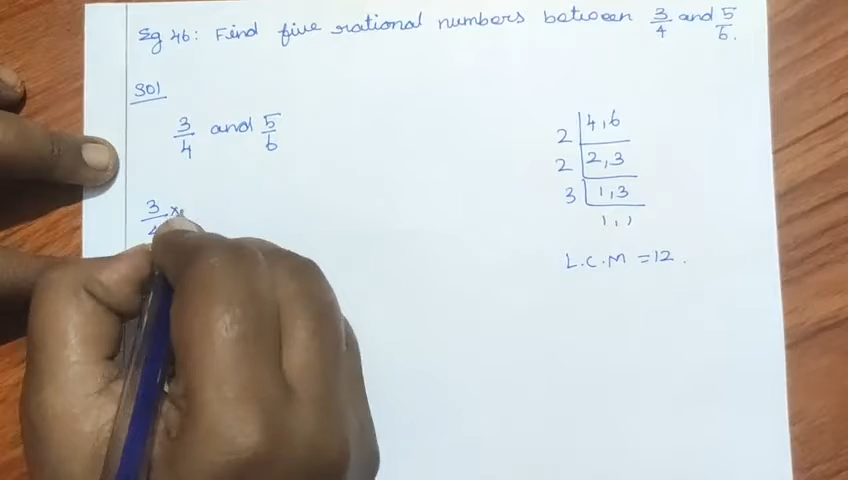 Eg 46: Find five rational numbers between 3/4 and 5/6.
Sol
3/4 and 5/6
3/4 ×
2 | 4, 6
2 | 2, 3
3 | 1, 3
1, 1
L.C.M = 12.